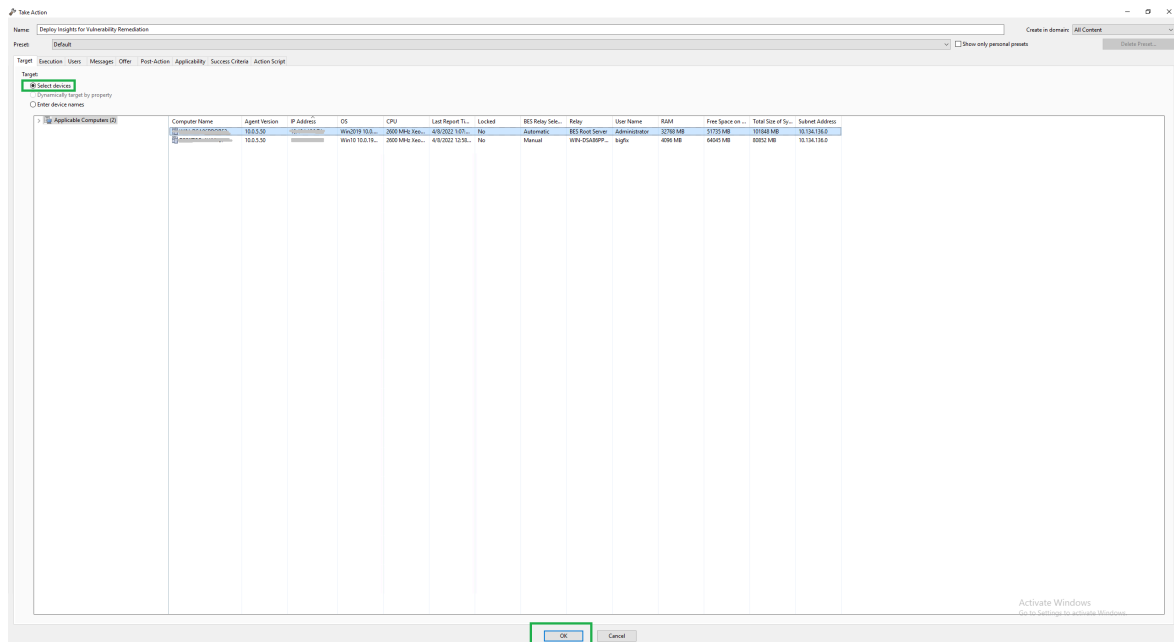 Take Action
Name: Deploy Insights for Vulnerability Remediation Create in domain: All Content
Preset: Default Show only personal presets Delete Preset...
Target Execution Users Messages Offer Post-Action Applicability Success Criteria Action Script
Target:
Select devices
Dynamically target by property
Enter device names
Applicable Computers (2)
Computer Name Agent Version IP Address OS CPU Last Report Ti... Locked BES Relay Sele... Relay User Name RAM Free Space on ... Total Size of Sy... Subnet Address
10.0.5.50 Win2019 10.0.... 2600 MHz Xeo... 4/8/2022 1:07:... No Automatic BES Root Server Administrator 32768 MB 51735 MB 101848 MB 10.134.136.0
10.0.5.50 Win10 10.0.19... 2600 MHz Xeo... 4/8/2022 12:58... No Manual WIN-DSA86PP... bigfix 4096 MB 64045 MB 80852 MB 10.134.136.0
Activate Windows
Go to Settings to activate Windows.
OK Cancel